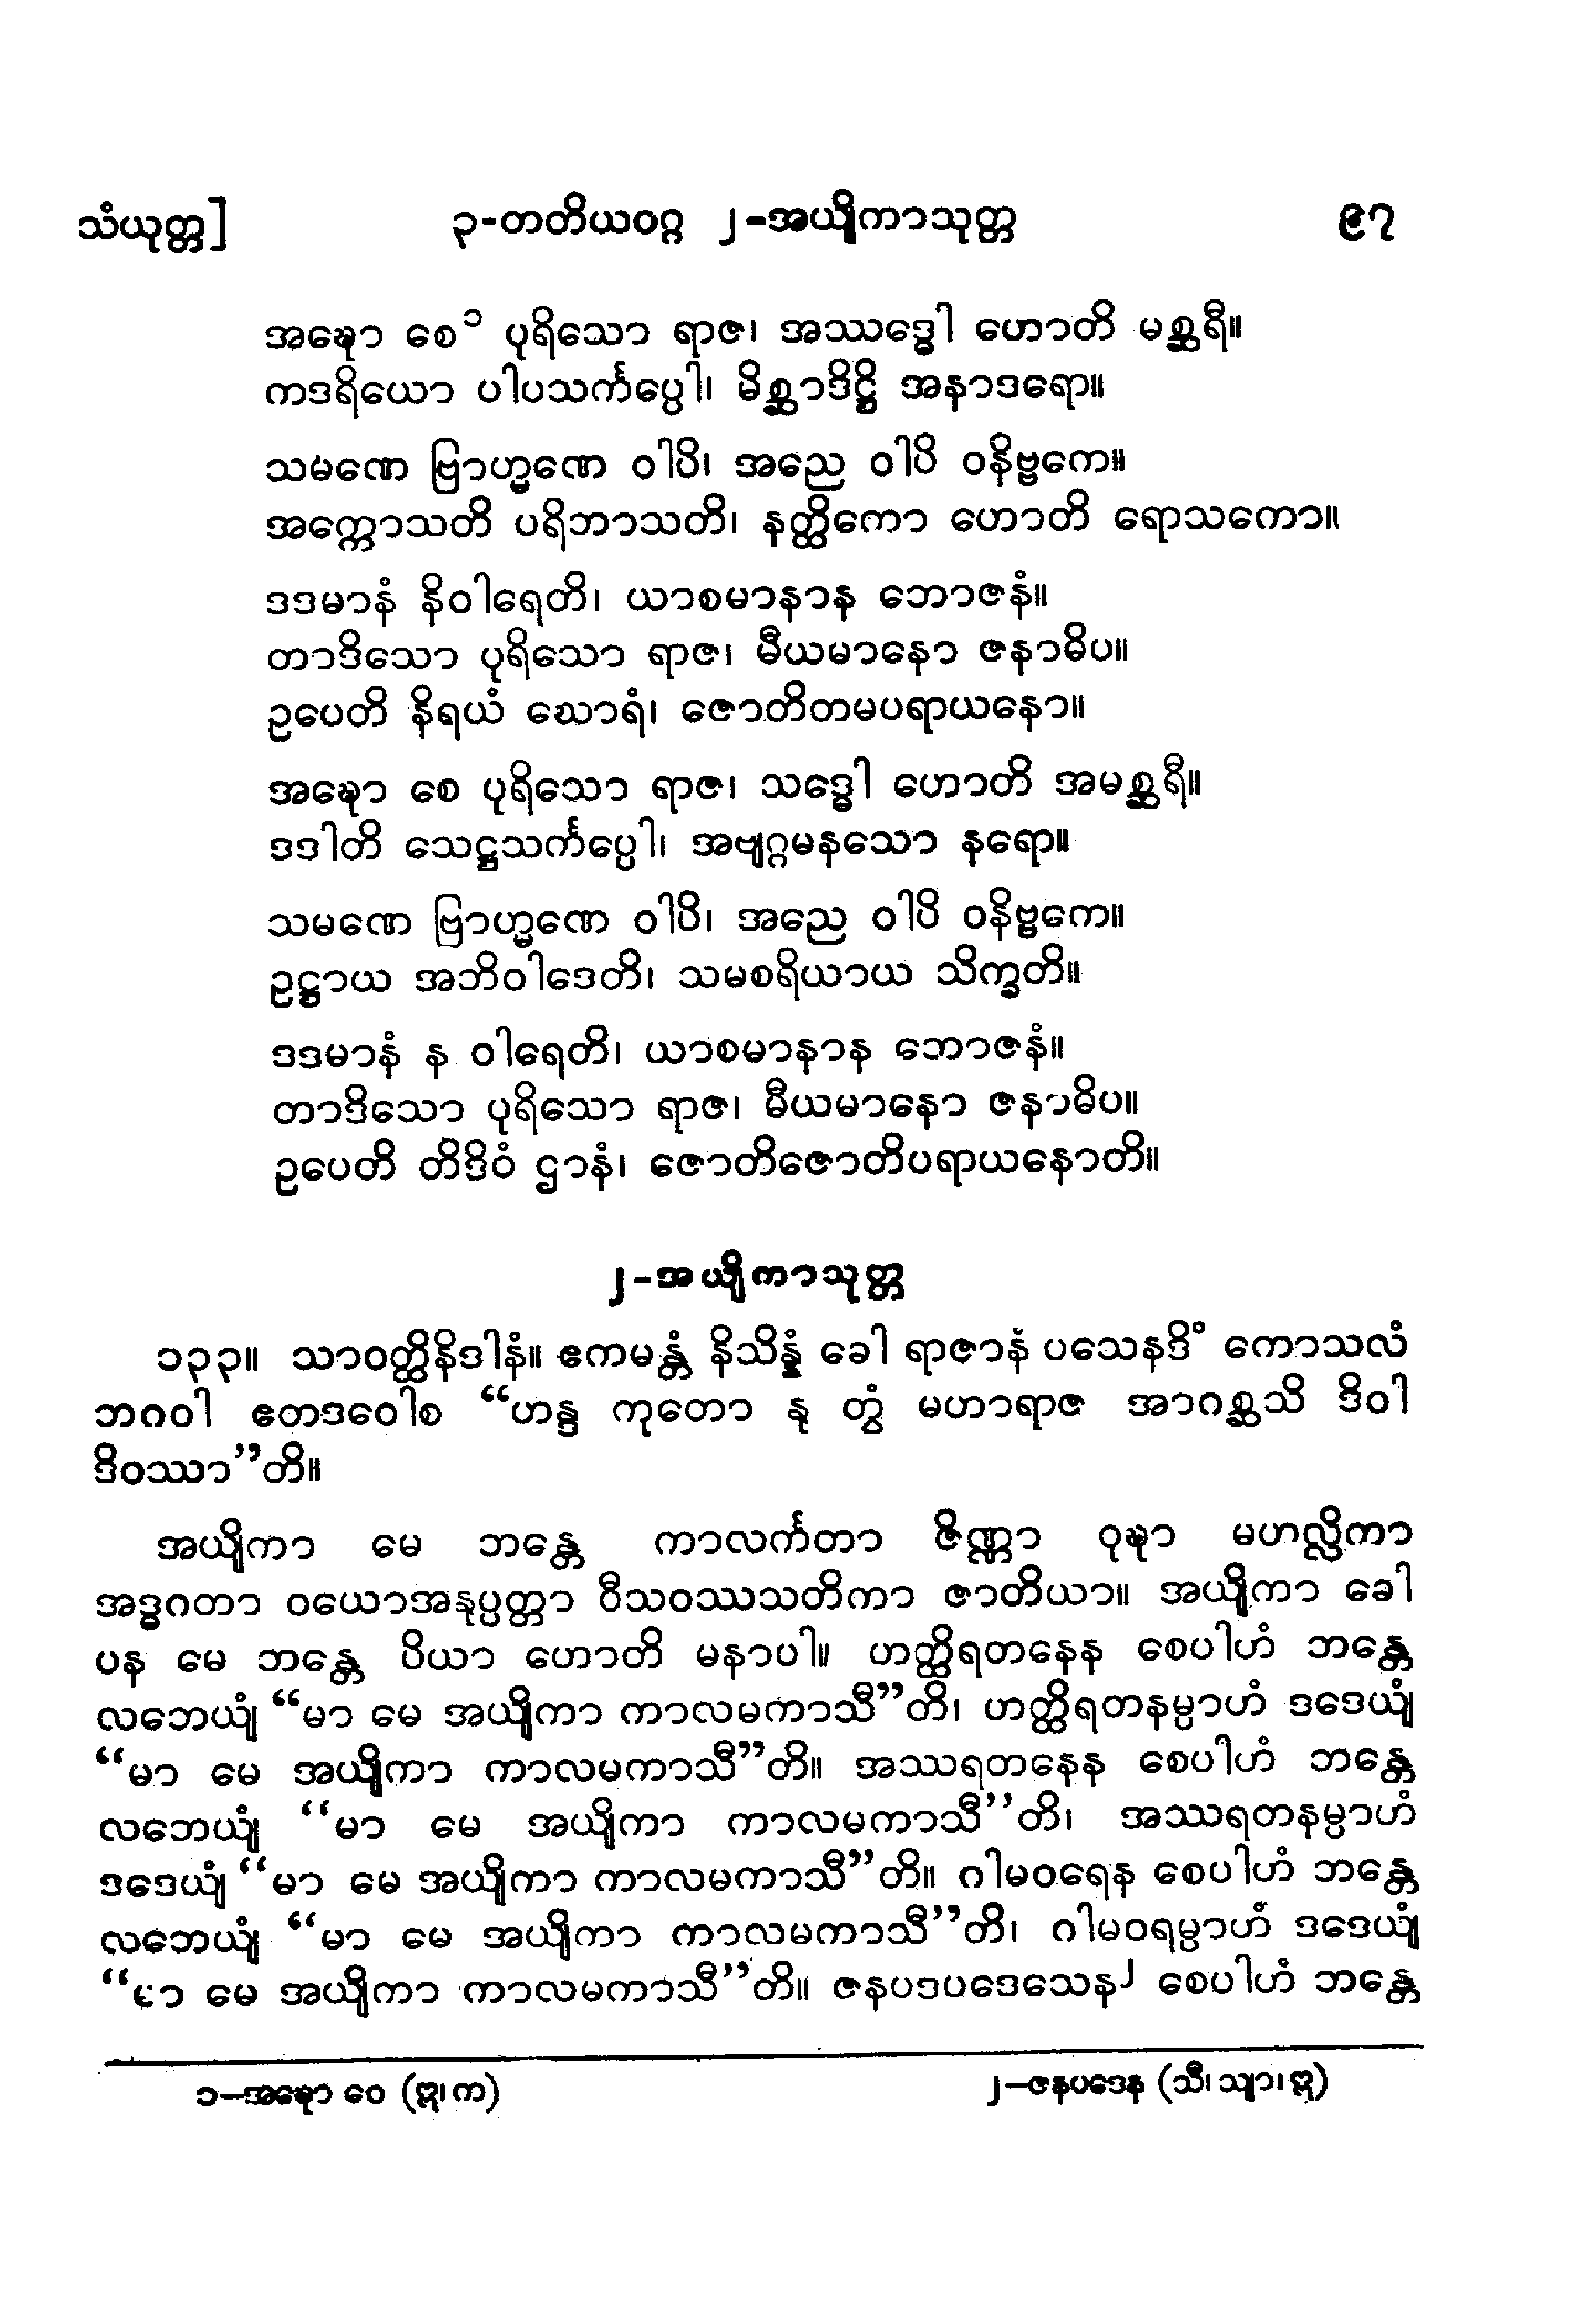 သံယုတ္တ] ၃-တတိယဝဂ္ဂ ၂-အယျိကာသုတ္တ ၉၇
အဍ္ဎော စေ၁ ပုရိသော ရာဇ၊ အဿဒ္ဓေါ ဟောတိ မစ္ဆရီ။
ကဒရိယော ပါပသင်္ကပ္ပေါ၊ မိစ္ဆာဒိဋ္ဌိ အနာဒရော။
သမဏေ ဗြာဟ္မဏေ ဝါပိ၊ အညေ ဝါပိ ဝနိဗ္ဗကေ။
အက္ကောသတိ ပရိဘာသတိ၊ နတ္ထိကော ဟောတိ ရောသကော။
ဒဒမာနံ နိဝါရေတိ၊ ယာစမာနာန ဘောဇနံ။
တာဒိသော ပုရိသော ရာဇ၊ မီယမာနော ဇနာဓိပ။
ဥပေတိ နိရယံ ဃောရံ၊ ဇောတိတမပရာယနော။
အဍ္ဎော စေ ပုရိသော ရာဇ၊ သဒ္ဓေါ ဟောတိ အမစ္ဆရီ။
ဒဒါတိ သေဋ္ဌသင်္ကပ္ပေါ၊ အဗျဂ္ဂမနသော နရော။
သမဏေ ဗြာဟ္မဏေ ဝါပိ၊ အညေ ဝါပိ ဝနိဗ္ဗကေ။
ဥဋ္ဌာယ အဘိဝါဒေတိ၊ သမစရိယာယ သိက္ခတိ။
ဒဒမာနံ န ဝါရေတိ၊ ယာစမာနာန ဘောဇနံ။
တာဒိသော ပုရိသော ရာဇ၊ မီယမာနော ဇနာဓိပ။
ဥပေတိ တိဒိဝံ ဌာနံ၊ ဇောတိဇောတိပရာယနောတိ။
၂-အယျိကာသုတ္တ
၁၃၃။ သာဝတ္ထိနိဒါနံ။ ဧကမန္တံ နိသိန္နံ ခေါ ရာဇာနံ ပသေနဒိံ ကောသလံ
ဘဂဝါ ဧတဒဝေါစ “ဟန္ဒ ကုတော နု တွံ မဟာရာဇ အာဂစ္ဆသိ ဒိဝါ
ဒိဝဿာ”တိ။
အယျိကာ မေ ဘန္တေ ကာလင်္ကတာ ဇိဏ္ဏာ ဝုဍ္ဎာ မဟလ္လိကာ
အဒ္ဓဂတာ ဝယောအနုပ္ပတ္တာ ဝီသဝဿသတိကာ ဇာတိယာ။ အယျိကာ ခေါ
ပန မေ ဘန္တေ ပိယာ ဟောတိ မနာပါ။ ဟတ္ထိရတနေန စေပါဟံ ဘန္တေ
လဘေယျံ “မာ မေ အယျိကာ ကာလမကာသီ”တိ၊ ဟတ္ထိရတနမ္ပာဟံ ဒဒေယျံ
“မာ မေ အယျိကာ ကာလမကာသီ”တိ။ အဿရတနေန စေပါဟံ ဘန္တေ
လဘေယျံ “မာ မေ အယျိကာ ကာလမကာသီ”တိ၊ အဿရတနမ္ပာဟံ
ဒဒေယျံ “မာ မေ အယျိကာ ကာလမကာသီ”တိ။ ဂါမဝရေန စေပါဟံ ဘန္တေ
လဘေယျံ “မာ မေ အယျိကာ ကာလမကာသီ”တိ၊ ဂါမဝရမ္ပာဟံ ဒဒေယျံ
“မာ မေ အယျိကာ ကာလမကာသီ”တိ။ ဇနပဒပဒေသေန၂ စေပါဟံ ဘန္တေ
၁–အဍ္ဎော ဝေ (ဣ၊ က) ၂–ဇနပဒေန (သီ၊ သျာ၊ ဣ)